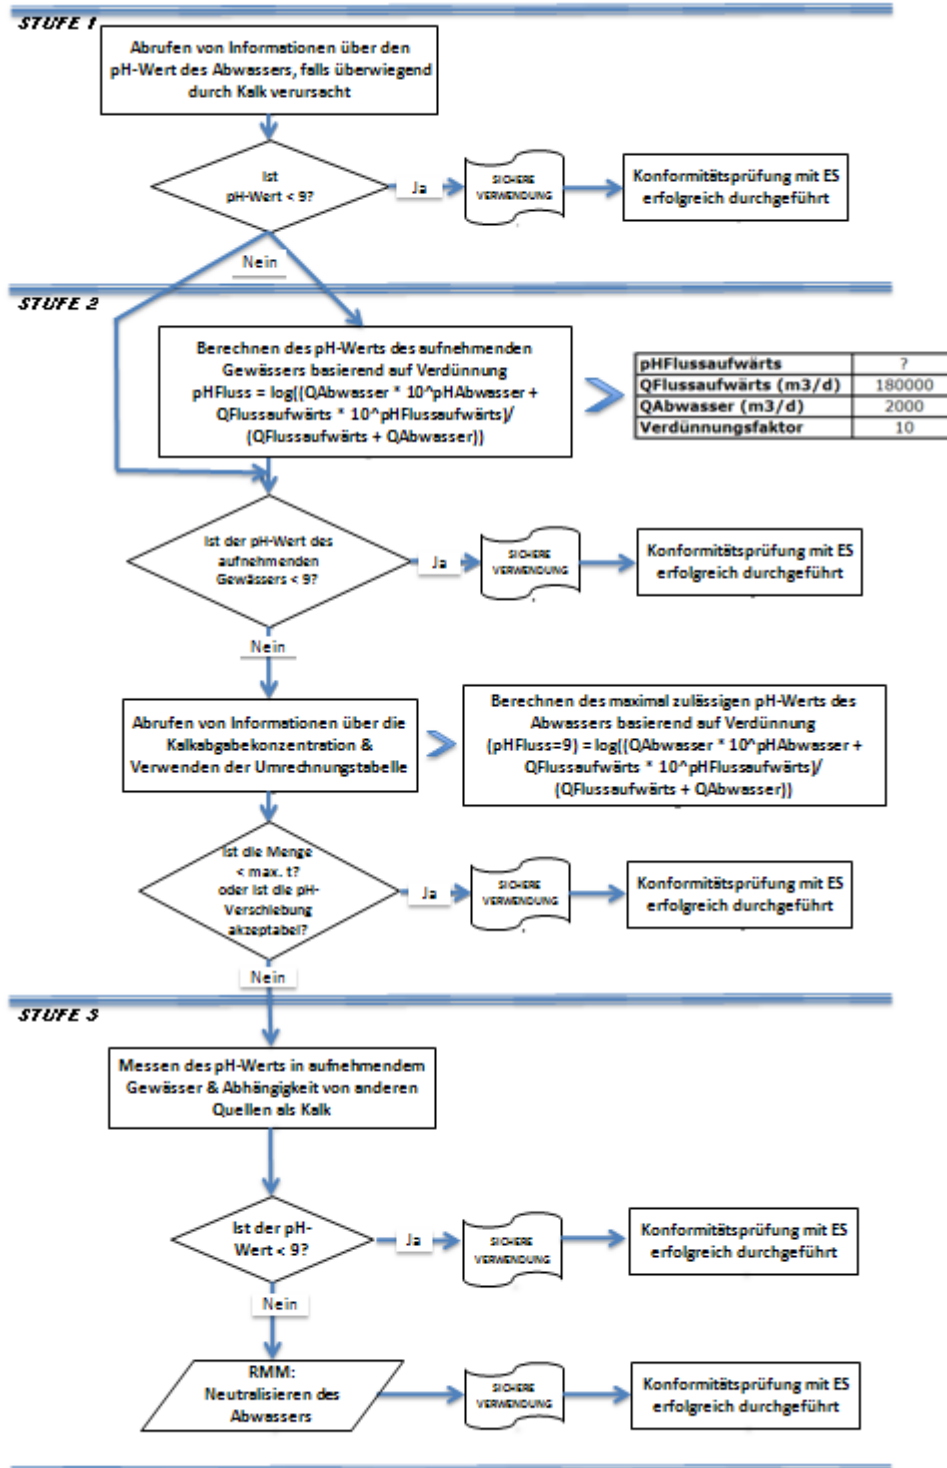 STUFE 1
Abrufen von Informationen über den
pH-Wert des Abwassers, falls überwiegend
durch Kalk verursacht
Ist
pH-Wert < 9?
Ja
SICHERE
VERWENDUNG
Konformitätsprüfung mit ES
erfolgreich durchgeführt
Nein
STUFE 2
Berechnen des pH-Werts des aufnehmenden
Gewässers basierend auf Verdünnung
pHFluss = log((QAbwasser * 10^pHAbwasser +
QFlussaufwärts * 10^pHFlussaufwärts)/
(QFlussaufwärts + QAbwasser))
pHFlussaufwärts ?
QFlussaufwärts (m3/d) 180000
QAbwasser (m3/d) 2000
Verdünnungsfaktor 10
Ist der pH-Wert des
aufnehmenden
Gewässers < 9?
Ja
SICHERE
VERWENDUNG
Konformitätsprüfung mit ES
erfolgreich durchgeführt
Nein
Abrufen von Informationen über die
Kalkabgabekonzentration &
Verwenden der Umrechnungstabelle
Berechnen des maximal zulässigen pH-Werts des
Abwassers basierend auf Verdünnung
(pHFluss=9) = log((QAbwasser * 10^pHAbwasser +
QFlussaufwärts * 10^pHFlussaufwärts)/
(QFlussaufwärts + QAbwasser))
Ist die Menge
< max. t?
oder ist die pH-
Verschiebung
akzeptabel?
Ja
SICHERE
VERWENDUNG
Konformitätsprüfung mit ES
erfolgreich durchgeführt
Nein
STUFE 3
Messen des pH-Werts in aufnehmendem
Gewässer & Abhängigkeit von anderen
Quellen als Kalk
Ist der pH-
Wert < 9?
Ja
SICHERE
VERWENDUNG
Konformitätsprüfung mit ES
erfolgreich durchgeführt
Nein
RMM:
Neutralisieren des
Abwassers
SICHERE
VERWENDUNG
Konformitätsprüfung mit ES
erfolgreich durchgeführt